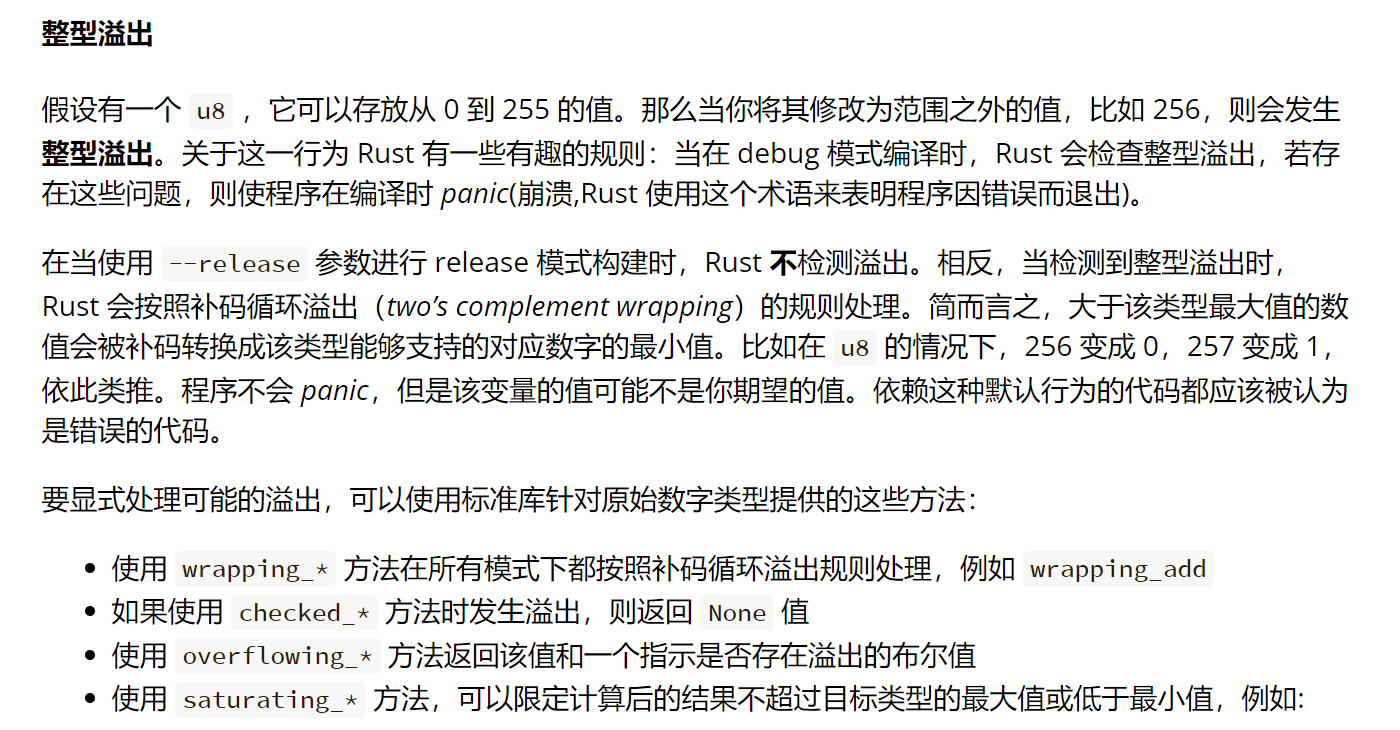 整型溢出
假设有一个 u8 ，它可以存放从 0 到 255 的值。那么当你将其修改为范围之外的值，比如 256，则会发生
整型溢出。关于这一行为 Rust 有一些有趣的规则：当在 debug 模式编译时，Rust 会检查整型溢出，若存
在这些问题，则使程序在编译时 panic(崩溃,Rust 使用这个术语来表明程序因错误而退出)。
在当使用 --release 参数进行 release 模式构建时，Rust 不检测溢出。相反，当检测到整型溢出时，
Rust 会按照补码循环溢出（two’s complement wrapping）的规则处理。简而言之，大于该类型最大值的数
值会被补码转换成该类型能够支持的对应数字的最小值。比如在 u8 的情况下，256 变成 0，257 变成 1，
依此类推。程序不会 panic，但是该变量的值可能不是你期望的值。依赖这种默认行为的代码都应该被认为
是错误的代码。
要显式处理可能的溢出，可以使用标准库针对原始数字类型提供的这些方法：
• 使用 wrapping_* 方法在所有模式下都按照补码循环溢出规则处理，例如 wrapping_add
• 如果使用 checked_* 方法时发生溢出，则返回 None 值
• 使用 overflowing_* 方法返回该值和一个指示是否存在溢出的布尔值
• 使用 saturating_* 方法，可以限定计算后的结果不超过目标类型的最大值或低于最小值，例如: